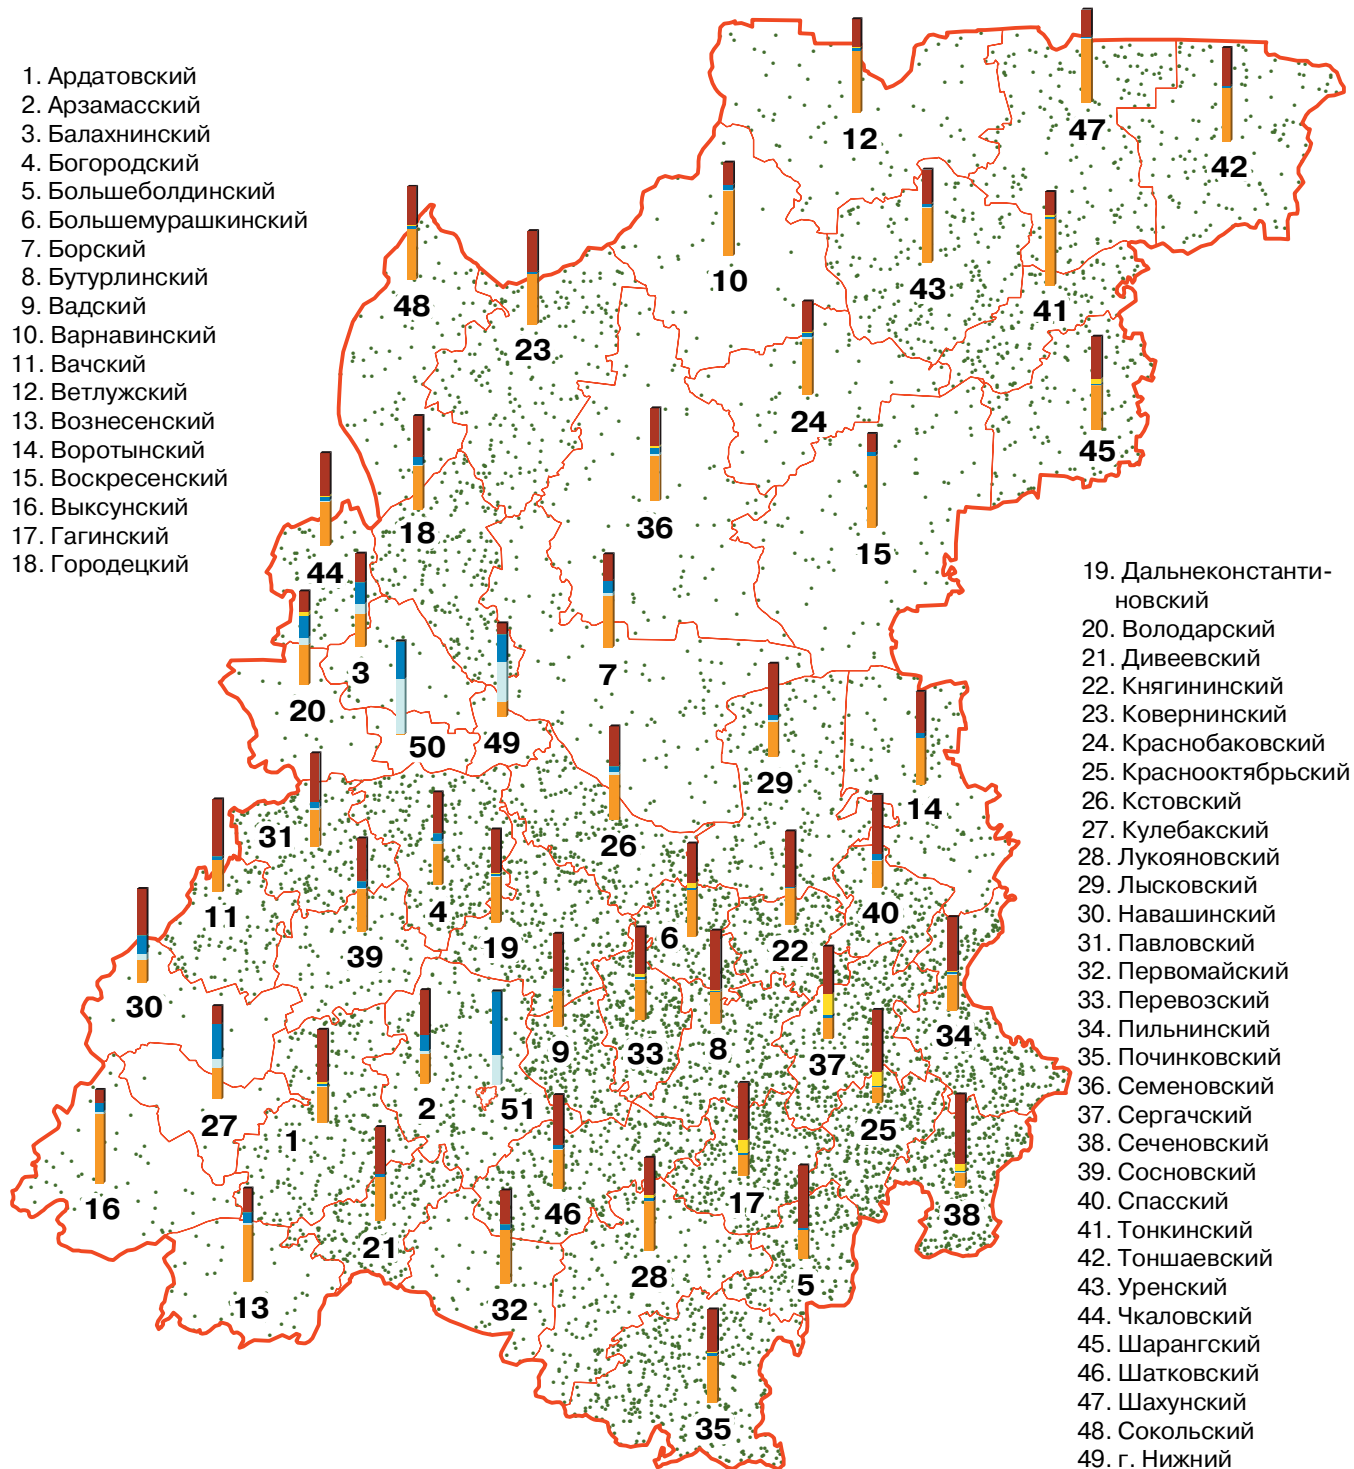 1. Ардатовский
2. Арзамасский
3. Балахнинский
4. Богородский
5. Большеболдинский
6. Большемурашкинский
7. Борский
8. Бутурлинский
9. Вадский
10. Варнавинский
11. Вачский
12. Ветлужский
13. Вознесенский
14. Воротынский
15. Воскресенский
16. Выксунский
17. Гагинский
18. Городецкий
19. Дальнеконстанти-
новский
20. Володарский
21. Дивеевский
22. Княгининский
23. Ковернинский
24. Краснобаковский
25. Краснооктябрьский
26. Кстовский
27. Кулебакский
28. Лукояновский
29. Лысковский
30. Навашинский
31. Павловский
32. Первомайский
33. Перевозский
34. Пильнинский
35. Починковский
36. Семеновский
37. Сергачский
38. Сеченовский
39. Сосновский
40. Спасский
41. Тонкинский
42. Тоншаевский
43. Уренский
44. Чкаловский
45. Шарангский
46. Шатковский
47. Шахунский
48. Сокольский
49. г. Нижний
12
47
42
10
43
41
48
23
24
45
18
36
15
44
3
7
20
50
49
29
14
31
26
11
4
19
6
22
40
39
30
9
33
8
37
34
27
1
2
51
25
16
46
17
38
21
28
5
13
32
35